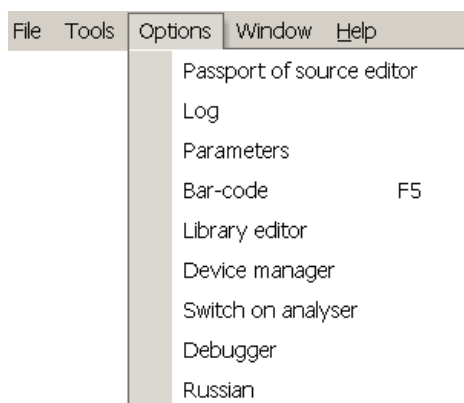 File Tools Options Window Help
Passport of source editor
Log
Parameters
Bar-code F5
Library editor
Device manager
Switch on analyser
Debugger
Russian